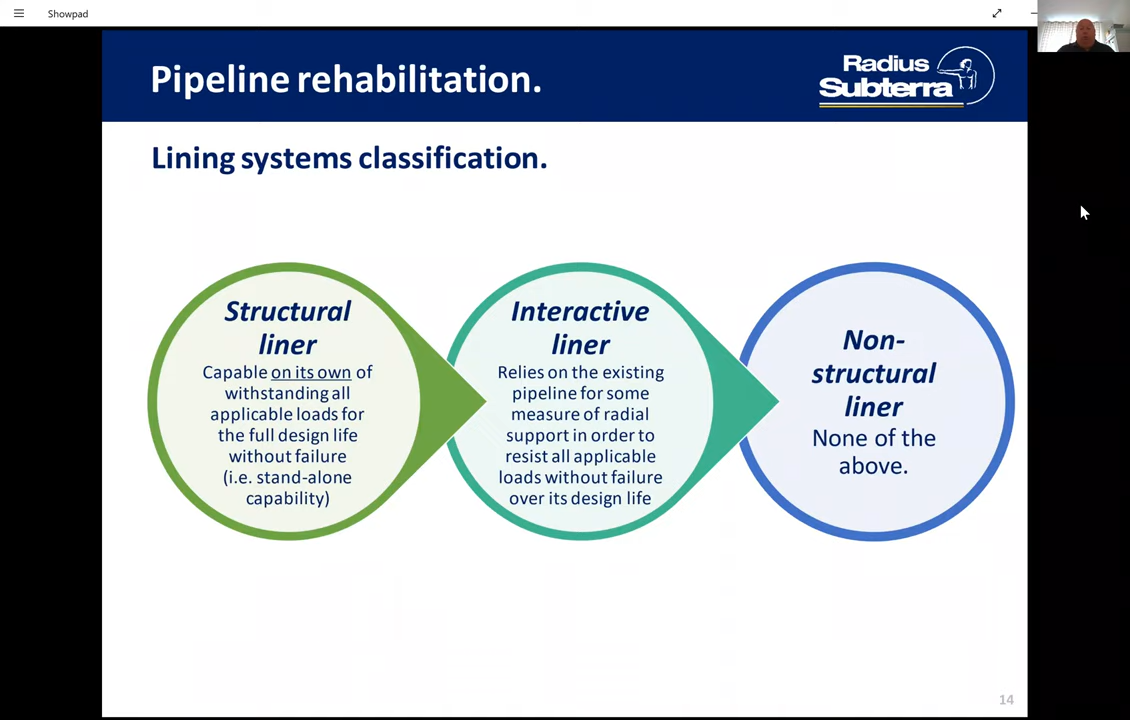 Showpad
Pipeline rehabilitation.
Radius
Subterra
Lining systems classification.
Structural
liner
Capable on its own of
withstanding all
applicable loads for
the full design life
without failure
(i.e. stand-alone
capability)
Interactive
liner
Relies on the existing
pipeline for some
measure of radial
support in order to
resist all applicable
loads without failure
over its design life
Non-
structural
liner
None of the
above.
14